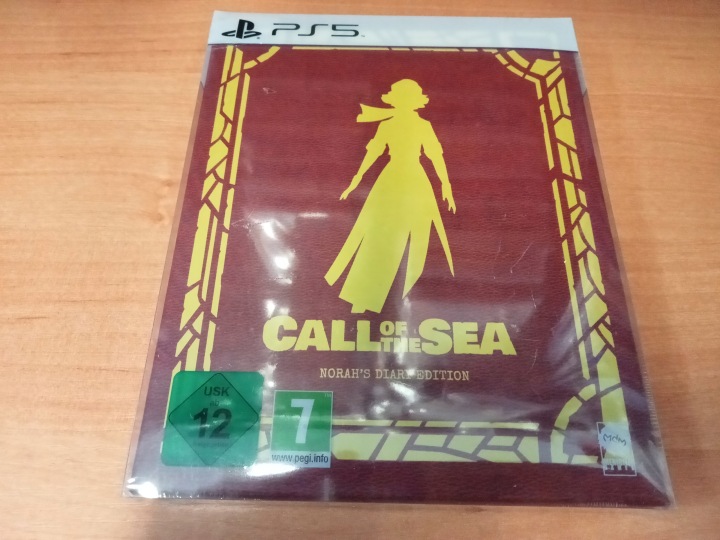 PS5
CALL OF THE SEA
NORAH'S DIARY EDITION
USK
12
7
www.pegi.info